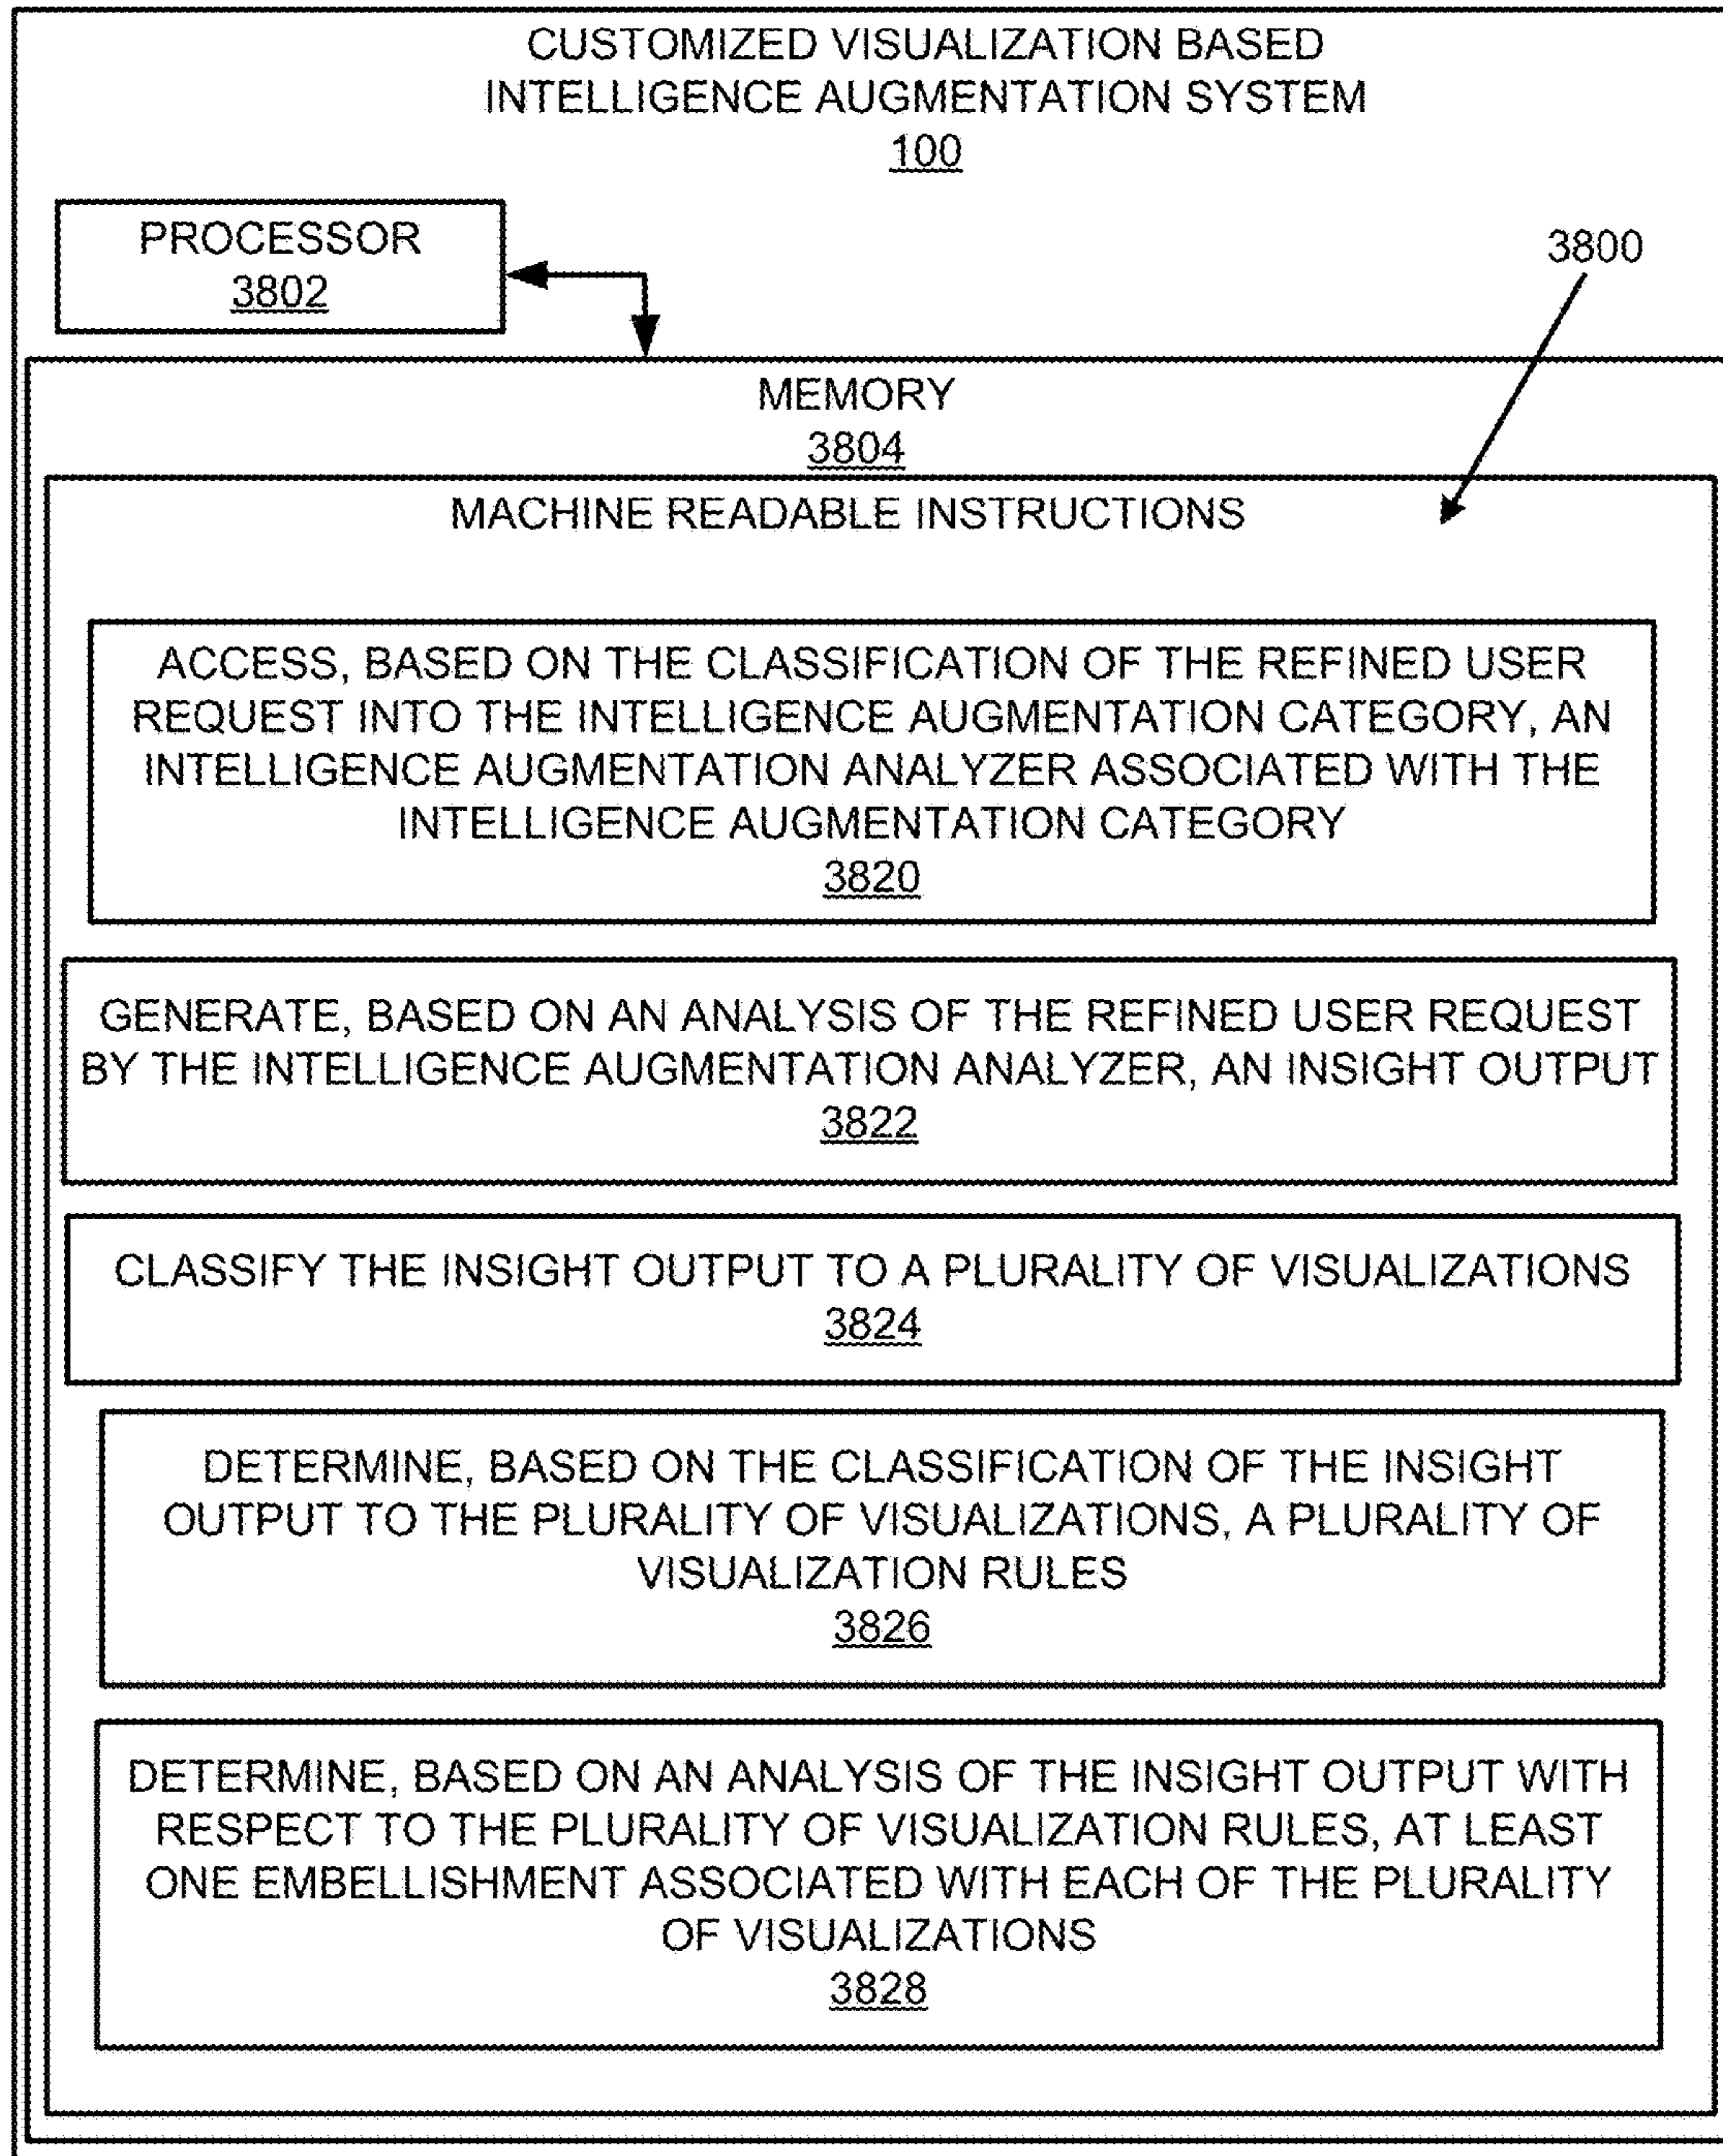 CUSTOMIZED VISUALIZATION BASED
INTELLIGENCE AUGMENTATION SYSTEM
100
PROCESSOR
3802
3800
MEMORY
3804
MACHINE READABLE INSTRUCTIONS
ACCESS, BASED ON THE CLASSIFICATION OF THE REFINED USER
REQUEST INTO THE INTELLIGENCE AUGMENTATION CATEGORY, AN
INTELLIGENCE AUGMENTATION ANALYZER ASSOCIATED WITH THE
INTELLIGENCE AUGMENTATION CATEGORY
3820
GENERATE, BASED ON AN ANALYSIS OF THE REFINED USER REQUEST
BY THE INTELLIGENCE AUGMENTATION ANALYZER, AN INSIGHT OUTPUT
3822
CLASSIFY THE INSIGHT OUTPUT TO A PLURALITY OF VISUALIZATIONS
3824
DETERMINE, BASED ON THE CLASSIFICATION OF THE INSIGHT
OUTPUT TO THE PLURALITY OF VISUALIZATIONS, A PLURALITY OF
VISUALIZATION RULES
3826
DETERMINE, BASED ON AN ANALYSIS OF THE INSIGHT OUTPUT WITH
RESPECT TO THE PLURALITY OF VISUALIZATION RULES, AT LEAST
ONE EMBELLISHMENT ASSOCIATED WITH EACH OF THE PLURALITY
OF VISUALIZATIONS
3828